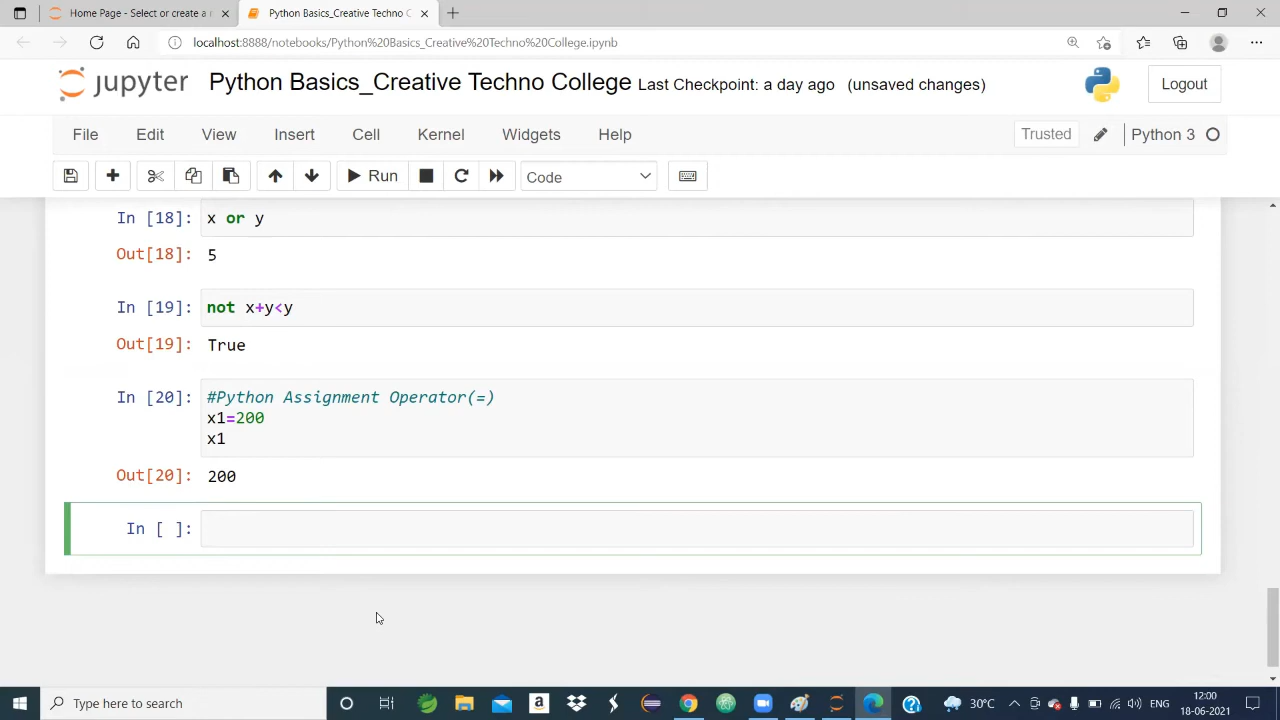 Home Page - Select or create a
Python Basics_Creative Techno C
localhost:8888/notebooks/Python%20Basics_Creative%20Techno%20College.ipynb
jupyter Python Basics_Creative Techno College Last Checkpoint: a day ago (unsaved changes)
Logout
File Edit View Insert Cell Kernel Widgets Help
Trusted Python 3
Run Code
In [18]: x or y
Out[18]: 5
In [19]: not x+y<y
Out[19]: True
In [20]: #Python Assignment Operator(=)
x1=200
x1
Out[20]: 200
In [ ]:
Type here to search
30°C
ENG
12:00
18-06-2021